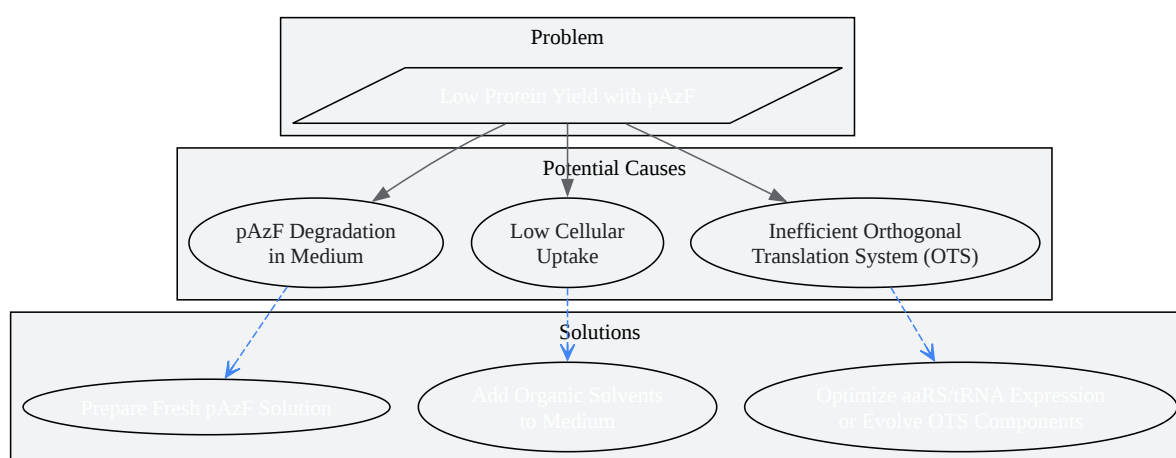 Problem
Low Protein Yield with pAzF
Potential Causes
pAzF Degradation
in Medium
Low Cellular
Uptake
Inefficient Orthogonal
Translation System (OTS)
Solutions
Prepare Fresh pAzF Solution
Add Organic Solvents
to Medium
Optimize aaRS/tRNA Expression
or Evolve OTS Components